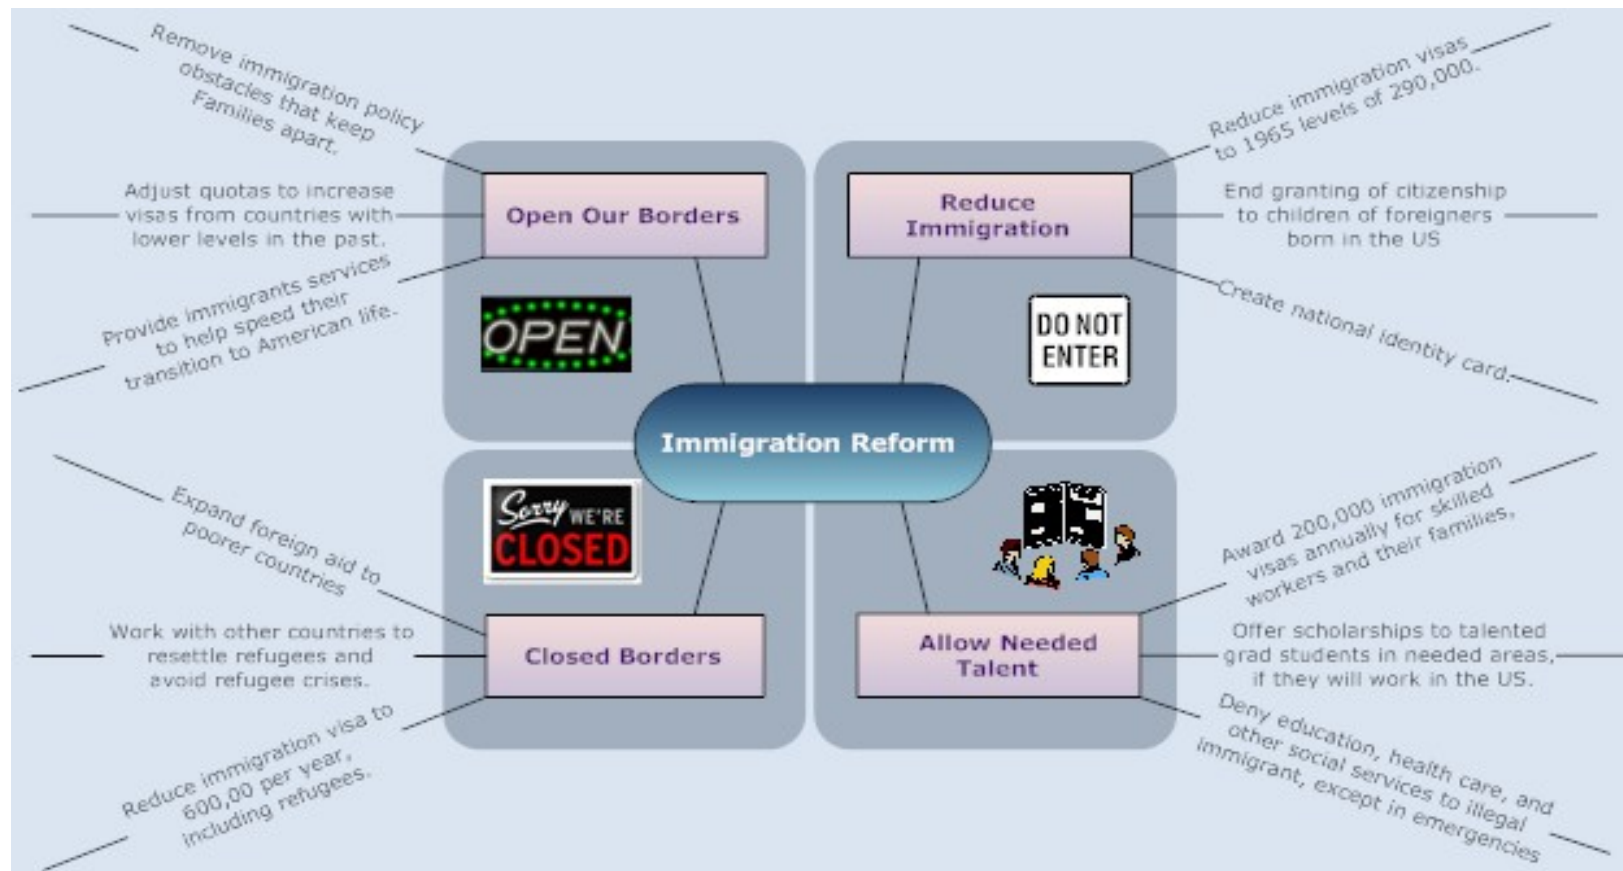 Remove immigration policy
obstacles that keep
Families apart.
Adjust quotas to increase
visas from countries with
lower levels in the past.
Provide immigrants services
to help speed their
transition to American life.
Open Our Borders
OPEN
Reduce
Immigration
DO NOT
ENTER
Reduce immigration visas
to 1965 levels of 290,000.
End granting of citizenship
to children of foreigners
born in the US
Create national identity card.
Immigration Reform
Expand foreign aid to
poorer countries
Work with other countries to
resettle refugees and
avoid refugee crises.
Reduce immigration visa to
600,00 per year,
including refugees.
Sorry WE'RE
CLOSED
Closed Borders
Allow Needed
Talent
Award 200,000 immigration
visas annually for skilled
workers and their families,
Offer scholarships to talented
grad students in needed areas,
if they will work in the US.
Deny education, health care, and
other social services to illegal
immigrant, except in emergencies